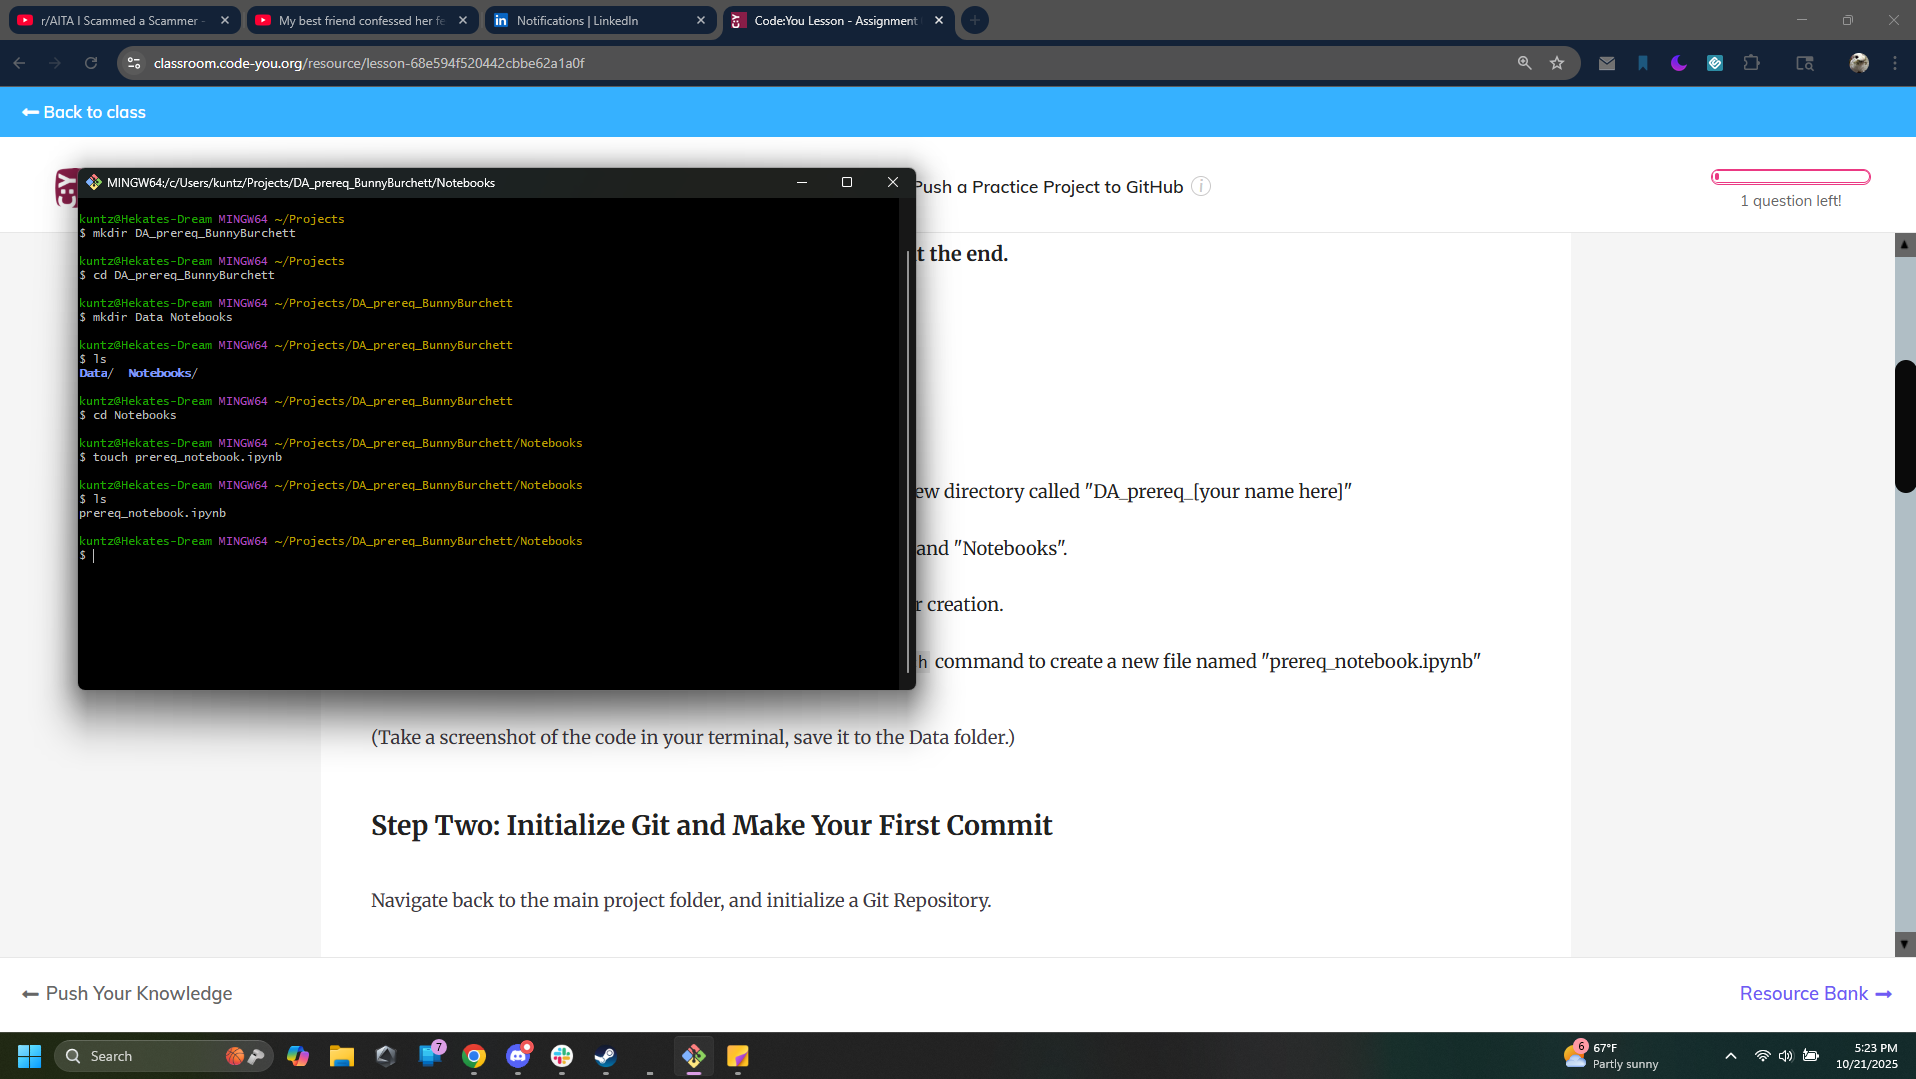 r/AITA I Scammed a Scammer -
My best friend confessed her fe
Notifications | LinkedIn
Code:You Lesson - Assignment
classroom.code-you.org/resource/lesson-68e594f520442cbbe62a1a0f
Back to class
MINGW64:/c/Users/kuntz/Projects/DA_prereq_BunnyBurchett/Notebooks
Push a Practice Project to GitHub
1 question left!
kuntz@Hekates-Dream MINGW64 ~/Projects
$ mkdir DA_prereq_BunnyBurchett
kuntz@Hekates-Dream MINGW64 ~/Projects
$ cd DA_prereq_BunnyBurchett
kuntz@Hekates-Dream MINGW64 ~/Projects/DA_prereq_BunnyBurchett
$ mkdir Data Notebooks
kuntz@Hekates-Dream MINGW64 ~/Projects/DA_prereq_BunnyBurchett
$ ls
Data/  Notebooks/
kuntz@Hekates-Dream MINGW64 ~/Projects/DA_prereq_BunnyBurchett
$ cd Notebooks
kuntz@Hekates-Dream MINGW64 ~/Projects/DA_prereq_BunnyBurchett/Notebooks
$ touch prereq_notebook.ipynb
kuntz@Hekates-Dream MINGW64 ~/Projects/DA_prereq_BunnyBurchett/Notebooks
$ ls
prereq_notebook.ipynb
kuntz@Hekates-Dream MINGW64 ~/Projects/DA_prereq_BunnyBurchett/Notebooks
$
t the end.
ew directory called "DA_prereq_[your name here]"
and "Notebooks".
r creation.
h command to create a new file named "prereq_notebook.ipynb"
(Take a screenshot of the code in your terminal, save it to the Data folder.)
Step Two: Initialize Git and Make Your First Commit
Navigate back to the main project folder, and initialize a Git Repository.
Push Your Knowledge
Resource Bank
Search
7
6
67°F
Partly sunny
5:23 PM
10/21/2025